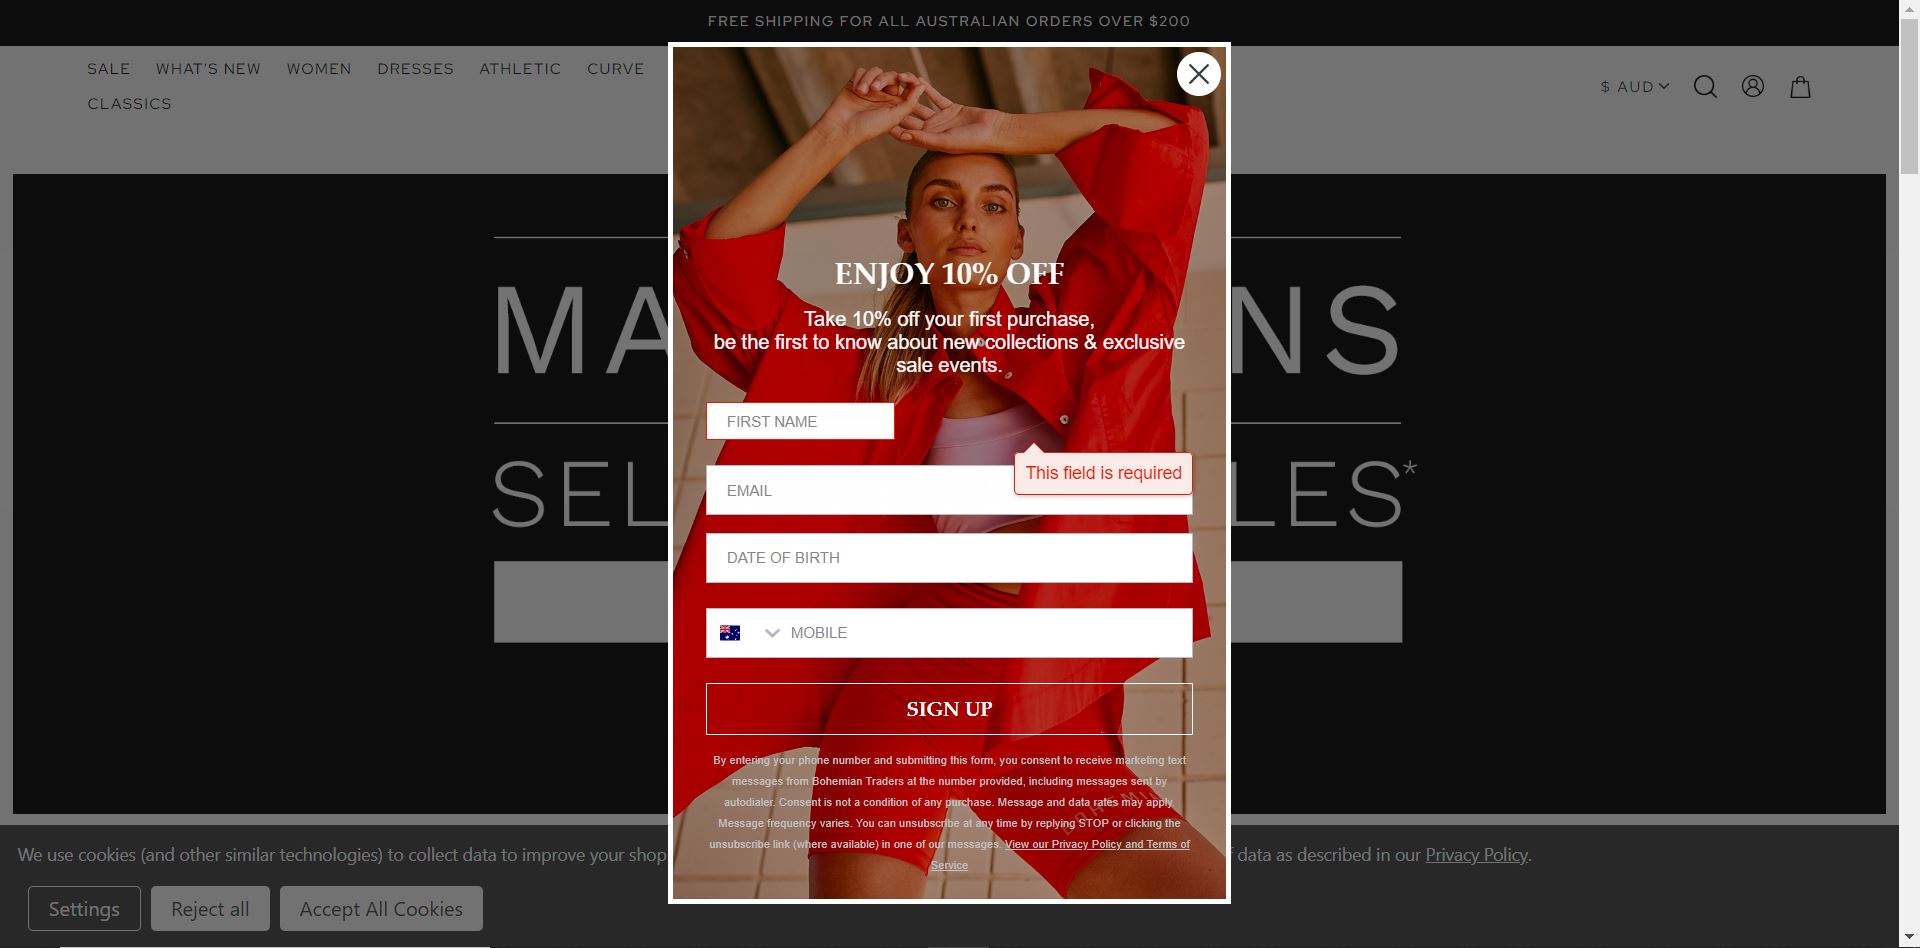 FREE SHIPPING FOR ALL AUSTRALIAN ORDERS OVER $200
SALE WHAT'S NEW WOMEN DRESSES ATHLETIC CURVE
CLASSICS
$ AUD
ENJOY 10% OFF
Take 10% off your first purchase,
be the first to know about new collections & exclusive
sale events.
FIRST NAME
This field is required
EMAIL
DATE OF BIRTH
MOBILE
SIGN UP
By entering your phone number and submitting this form, you consent to receive marketing text
messages from Bohemian Traders at the number provided, including messages sent by
autodialer. Consent is not a condition of any purchase. Message and data rates may apply.
Message frequency varies. You can unsubscribe at any time by replying STOP or clicking the
unsubscribe link (where available) in one of our messages. View our Privacy Policy and Terms of
Service
We use cookies (and other similar technologies) to collect data to improve your shop
data as described in our Privacy Policy.
Settings Reject all Accept All Cookies